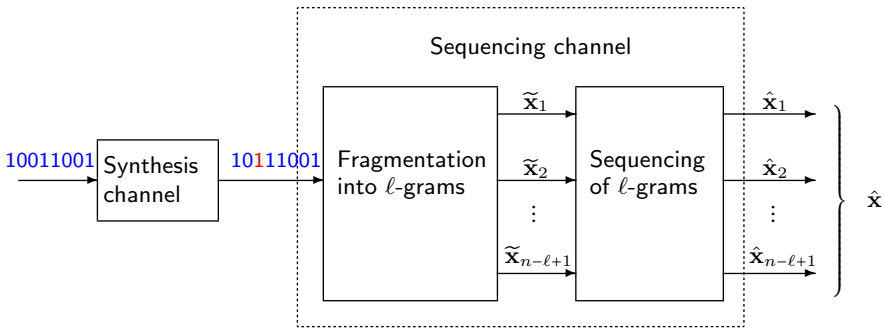 Sequencing channel
10011001
Synthesis
channel
10111001
Fragmentation
into ℓ-grams
x̃₁
x̃₂
⋮
x̃ₙ₋ℓ₊₁
Sequencing
of ℓ-grams
x̂₁
x̂₂
⋮
x̂ₙ₋ℓ₊₁
x̂